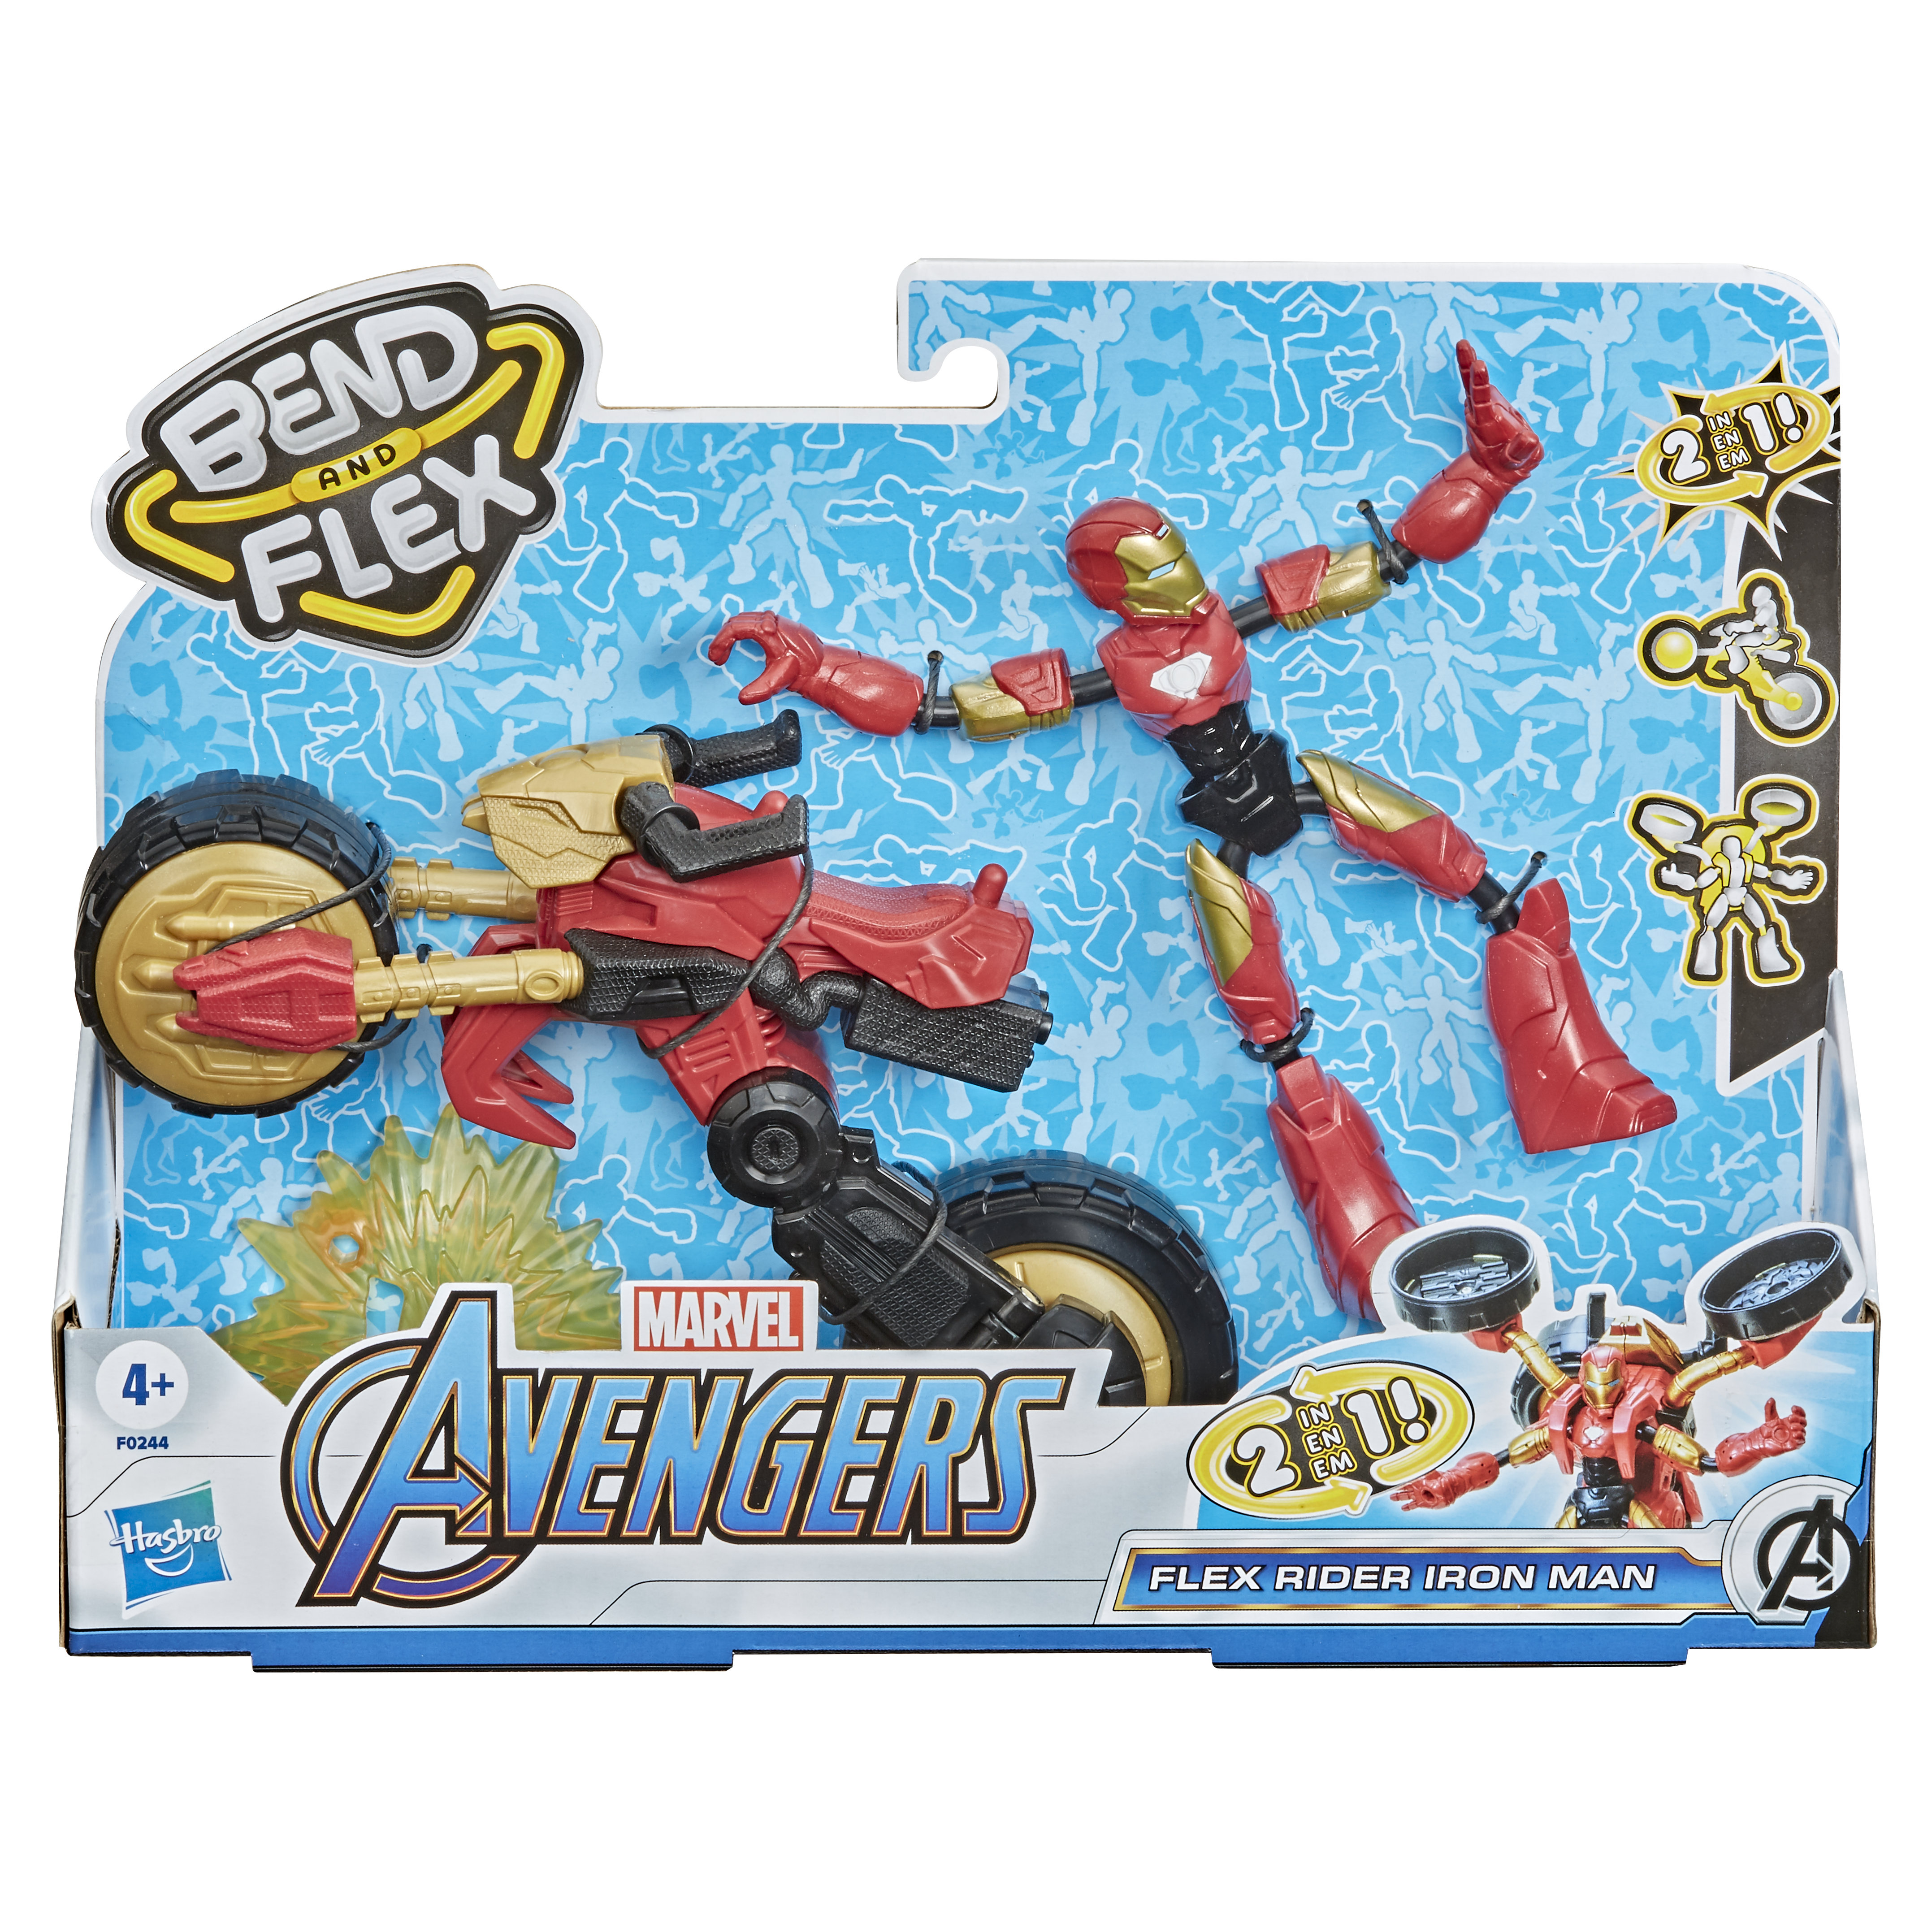 BEND
AND
FLEX
2 IN EN EM 1!
MARVEL
AVENGERS
4+
F0244
Hasbro
2 IN EN EM 1!
FLEX RIDER IRON MAN